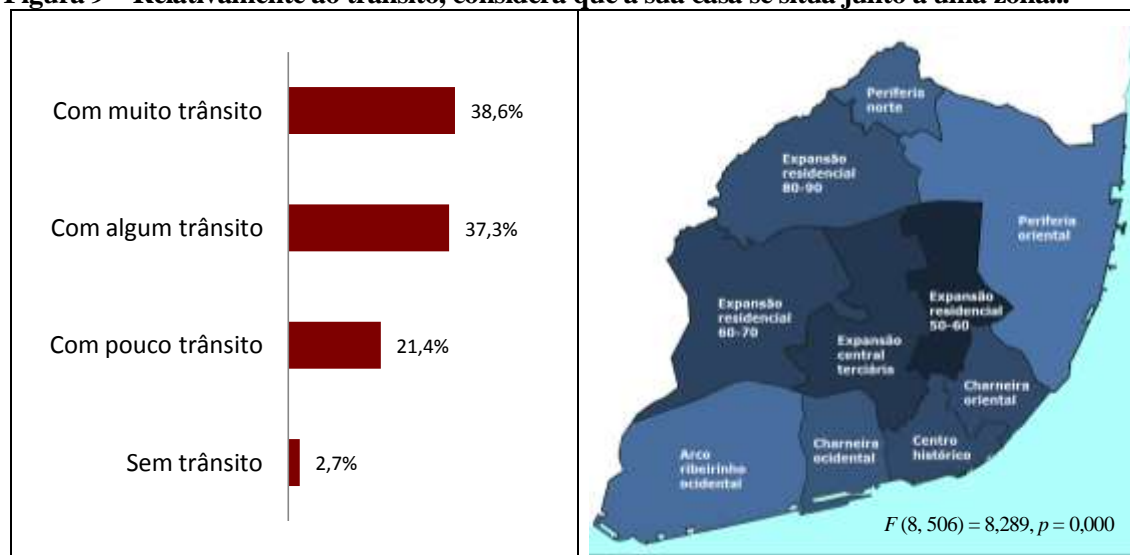 Figura 9 – Relativamente ao trânsito, considera que a sua casa se situa junto a uma zona...
Com muito trânsito
38,6%
Com algum trânsito
37,3%
Com pouco trânsito
21,4%
Sem trânsito
2,7%
Periferia
norte
Expansão
residencial
80-90
Periferia
oriental
Expansão
residencial
60-70
Expansão
residencial
50-60
Expansão
central
terciária
Charneira
oriental
Arco
ribeirinho
ocidental
Charneira
ocidental
Centro
histórico
F (8, 506) = 8,289, p = 0,000